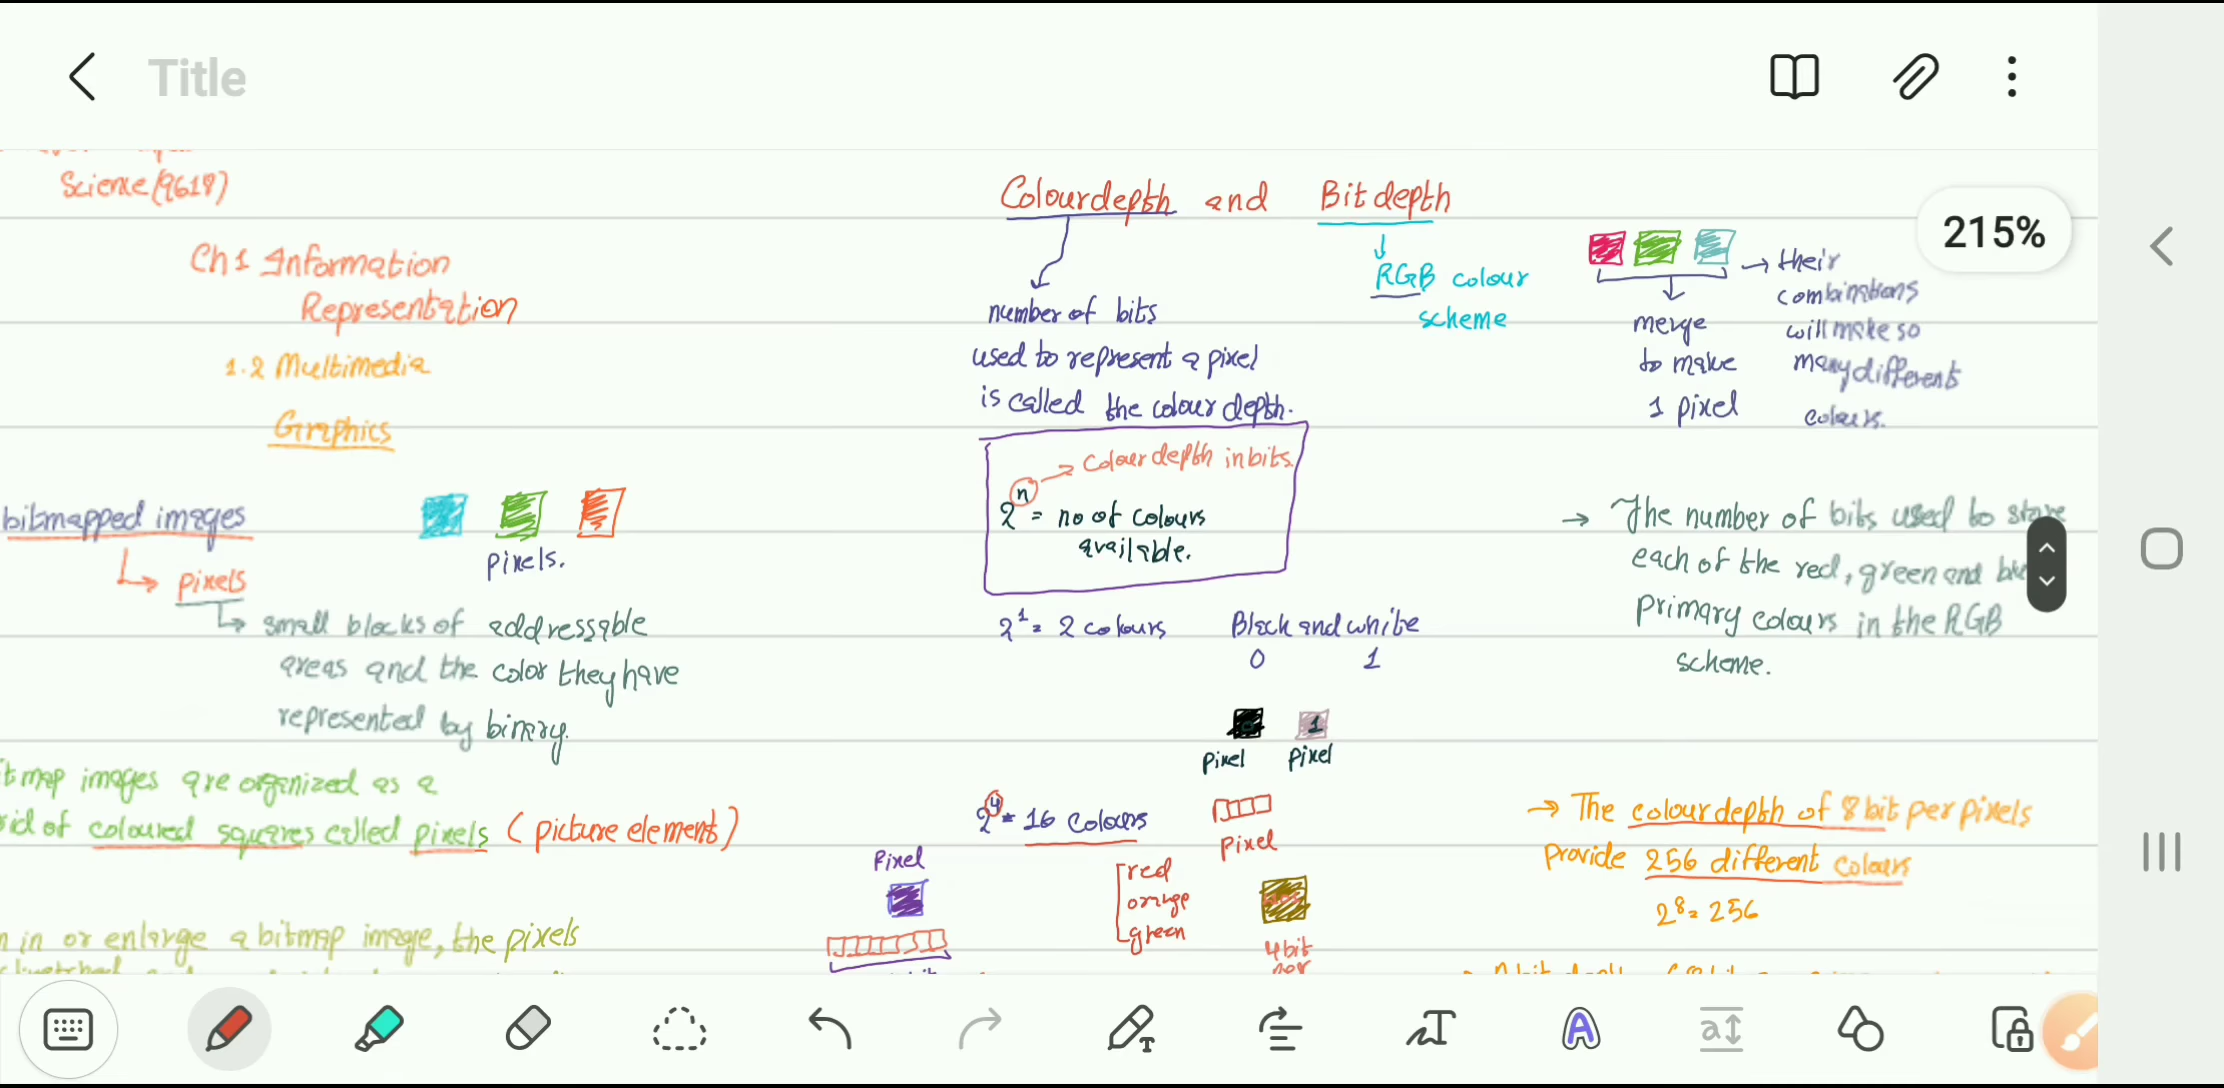 Title
215%
Science(9618)
Ch1 Information
Representation
1.2 Multimedia
Graphics
bitmapped images
pixels
pixels.
small blocks of addressable
areas and the color they have
represented by binary.
tmap images are organized as a
rid of coloured squares called pixels (picture element)
in or enlarge a bitmap image, the pixels
Colourdepth and Bit depth
number of bits
used to represent a pixel
is called the colour depth.
n → Colour depth in bits.
2 = no of colours
available.
2¹ = 2 colours Black and white
0 1
1
pixel pixel
2⁴ = 16 Colours
pixel
Pixel
red
orange
green
4bit
per
RGB colour
scheme
merge
to make
1 pixel
→ their
combinations
will make so
many different
colours.
→ The number of bits used to store
each of the red, green and
primary colours in the RGB
scheme.
→ The colour depth of 8 bit per pixels
provide 256 different colours
2⁸ = 256